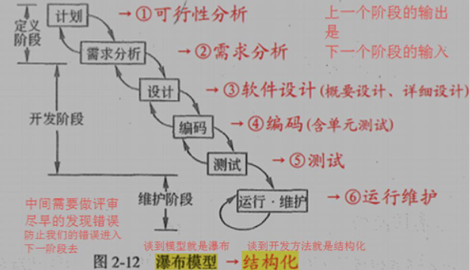 计划
→ ①可行性分析
上一个阶段的输出
是
下一个阶段的输入
定义
阶段
需求分析
→ ②需求分析
设计
→ ③软件设计(概要设计、详细设计)
开发阶段
编码
→ ④编码(含单元测试)
测试
→ ⑤测试
维护阶段
运行·维护
→ ⑥运行维护
中间需要做评审
尽早的发现错误
防止我们的错误进入
下一阶段去
谈到模型就是瀑布
谈到开发方法就是结构化
图 2-12 瀑布模型 → 结构化